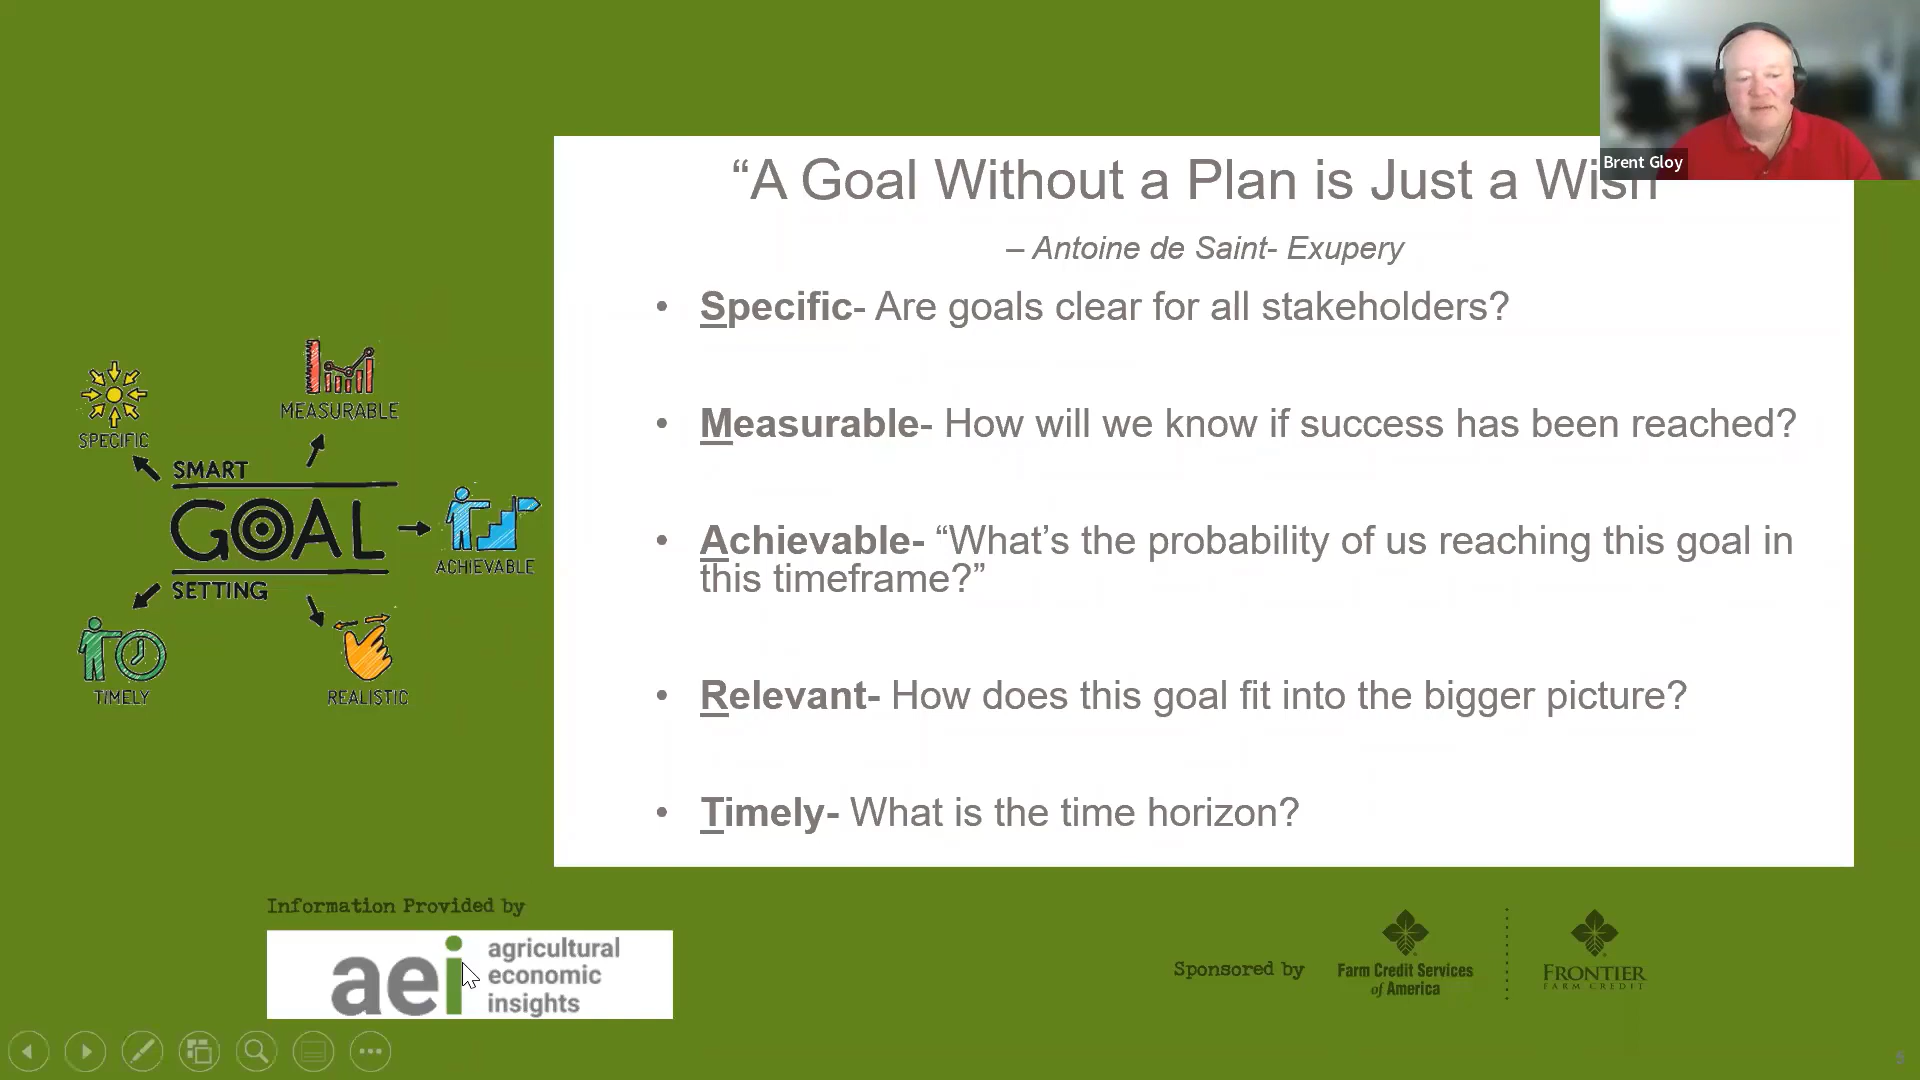 Brent Gloy
“A Goal Without a Plan is Just a Wish
– Antoine de Saint- Exupery
• Specific- Are goals clear for all stakeholders?
• Measurable- How will we know if success has been reached?
• Achievable- “What’s the probability of us reaching this goal in
this timeframe?”
• Relevant- How does this goal fit into the bigger picture?
• Timely- What is the time horizon?
SPECIFIC
MEASURABLE
SMART
GOAL
SETTING
ACHIEVABLE
TIMELY
REALISTIC
Information Provided by
aei
agricultural
economic
insights
Sponsored by
Farm Credit Services
of America
FRONTIER
FARM CREDIT
5